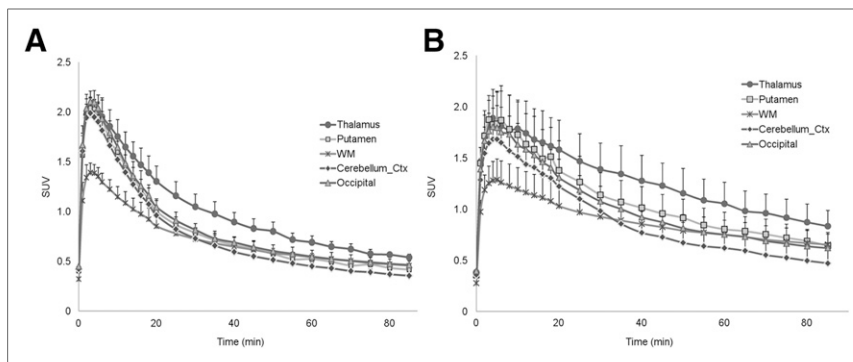 A
2.5
2.0
1.5
1.0
0.5
0
SUV
0
20
40
60
80
Time (min)
Thalamus
Putamen
WM
Cerebellum_Ctx
Occipital
B
2.5
2.0
1.5
1.0
0.5
0
SUV
0
20
40
60
80
Time (min)
Thalamus
Putamen
WM
Cerebellum_Ctx
Occipital